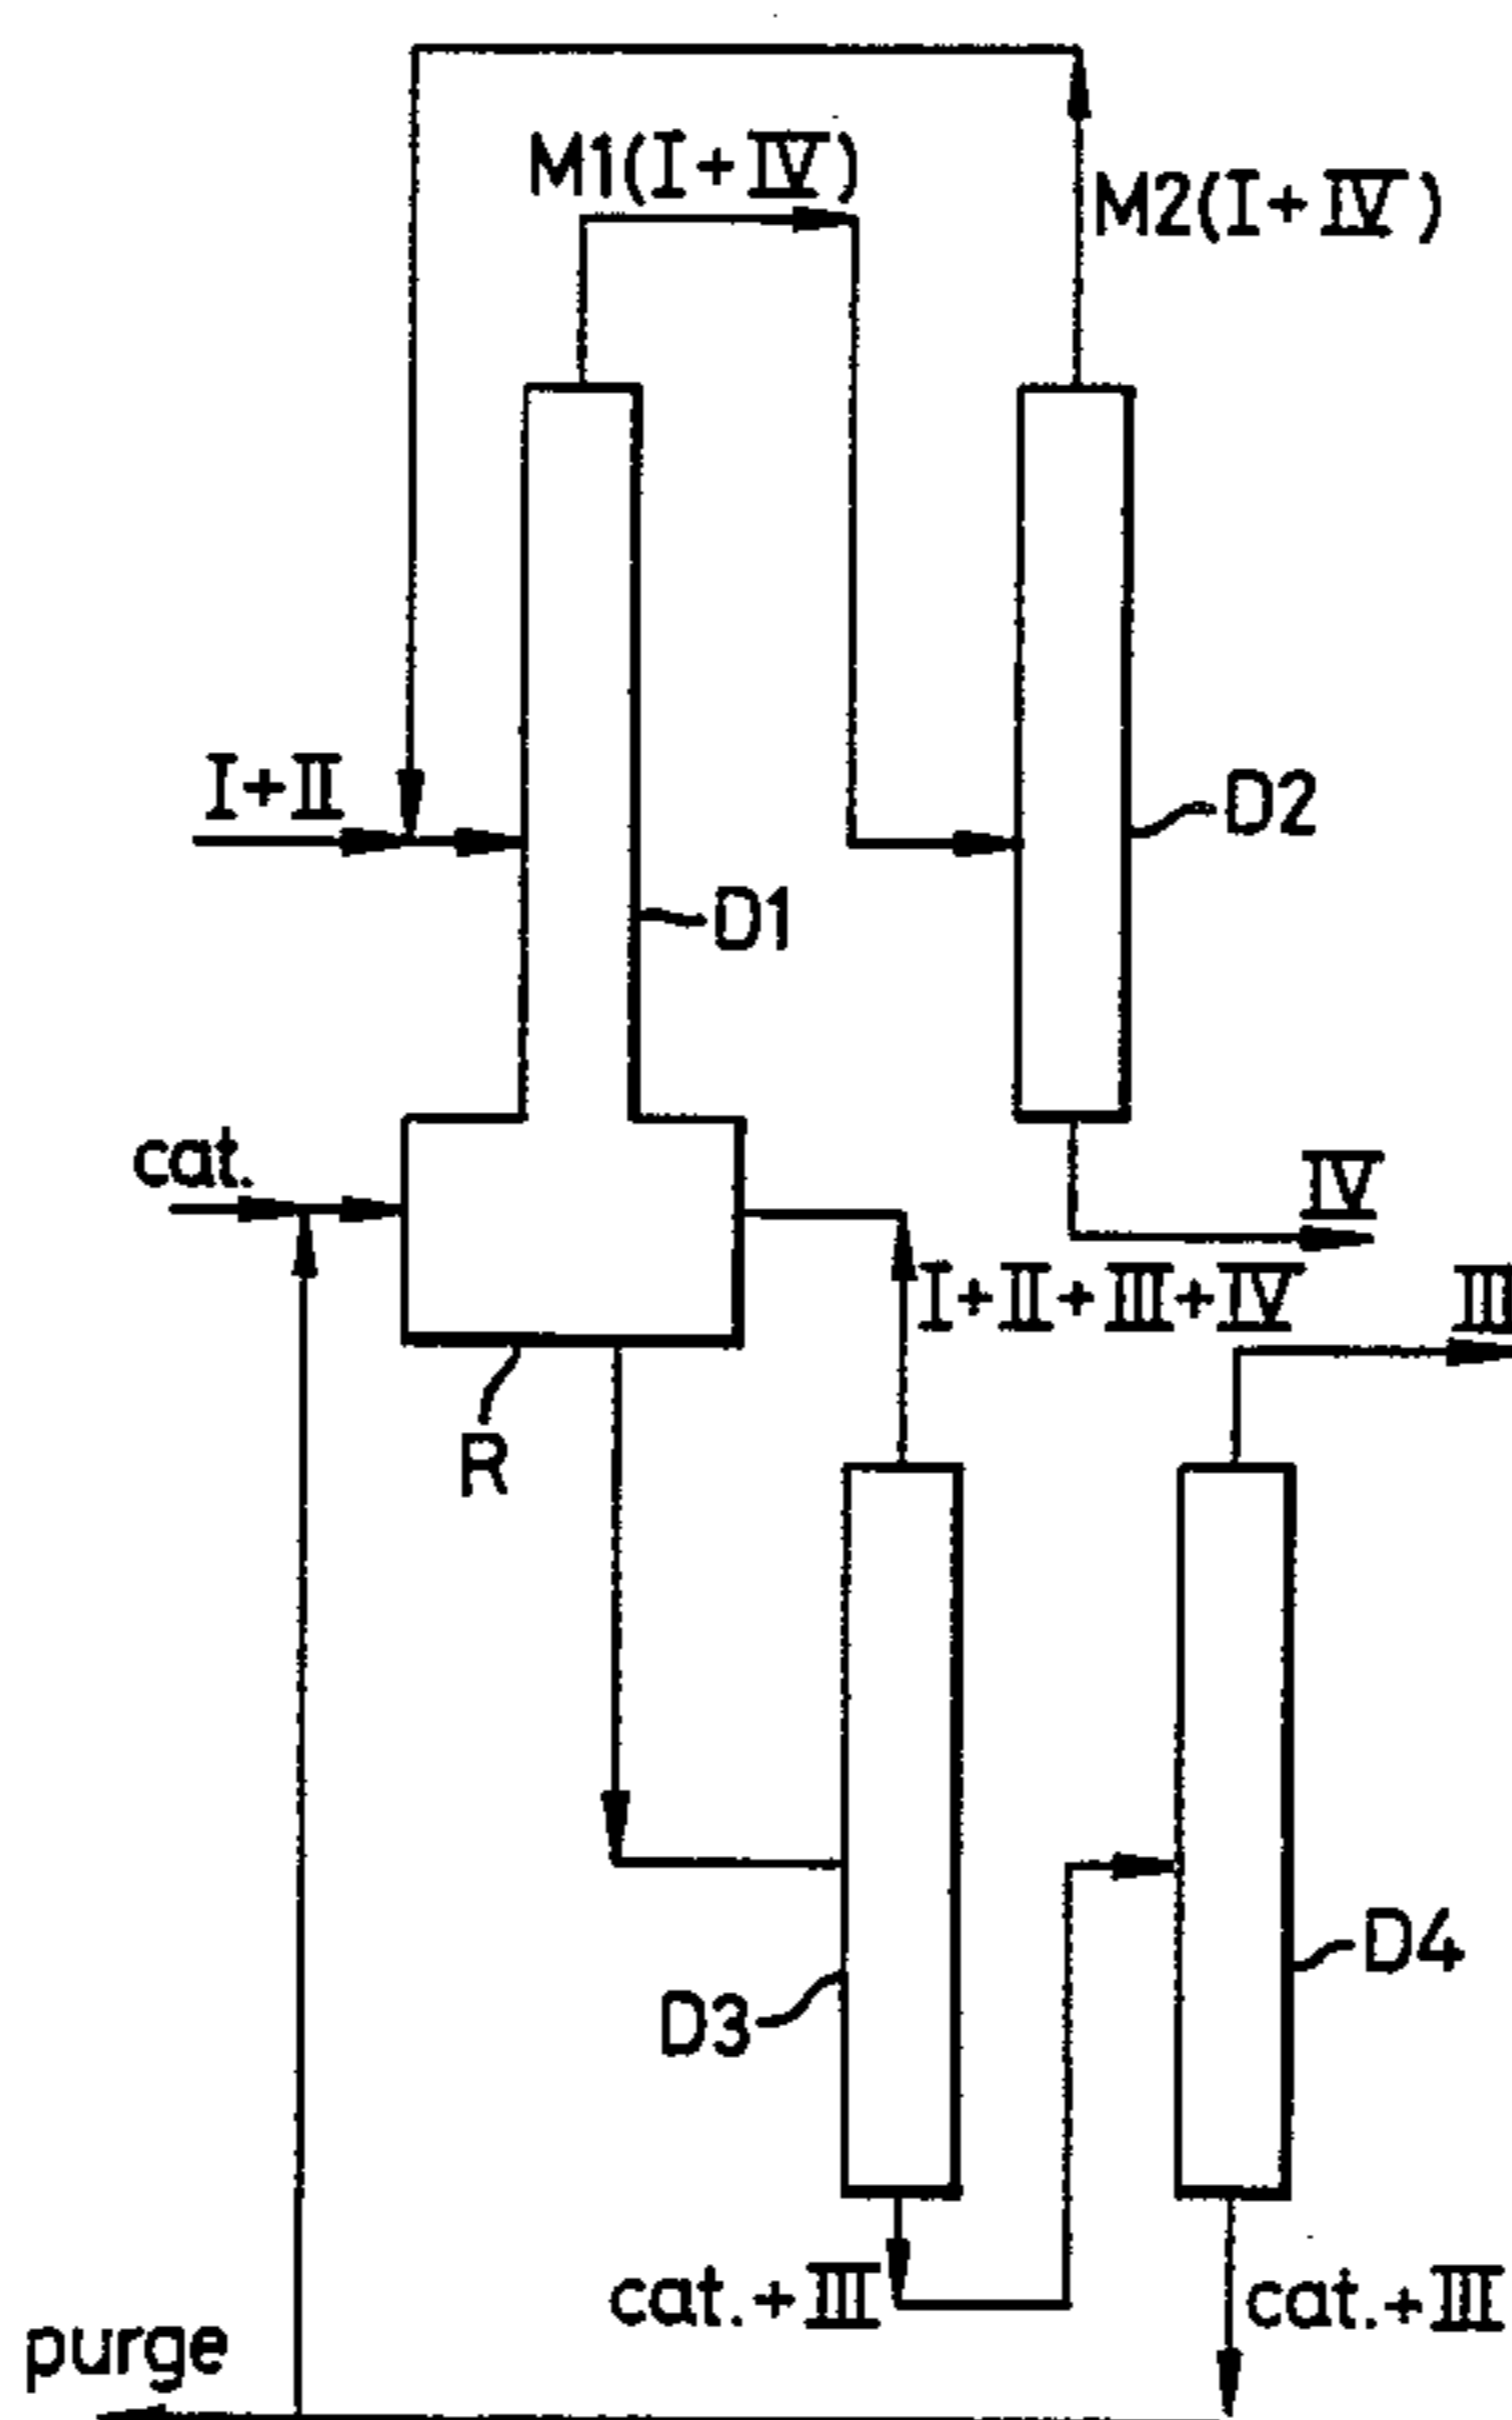 M1(I+IV)
M2(I+IV)
I+II
D2
D1
cat.
IV
I+II+III+IV
III
R
D4
D3
cat.+III
cat.+III
purge